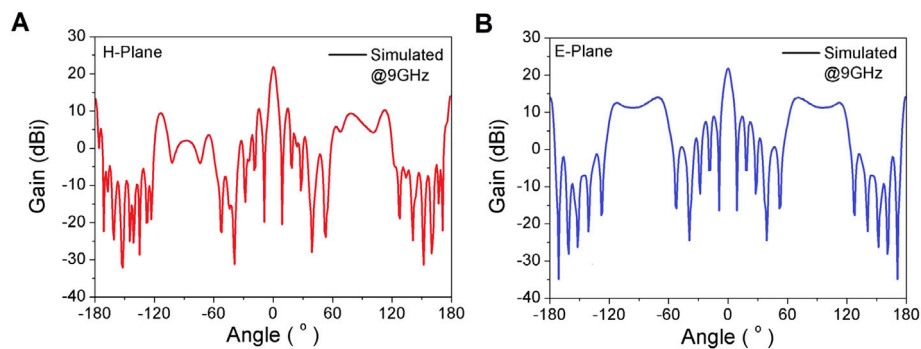 A
H-Plane
Simulated
@9GHz
Gain (dBi)
30
20
10
0
-10
-20
-30
-40
-180
-120
-60
0
60
120
180
Angle ( ° )
B
E-Plane
Simulated
@9GHz
Gain (dBi)
30
20
10
0
-10
-20
-30
-40
-180
-120
-60
0
60
120
180
Angle ( ° )